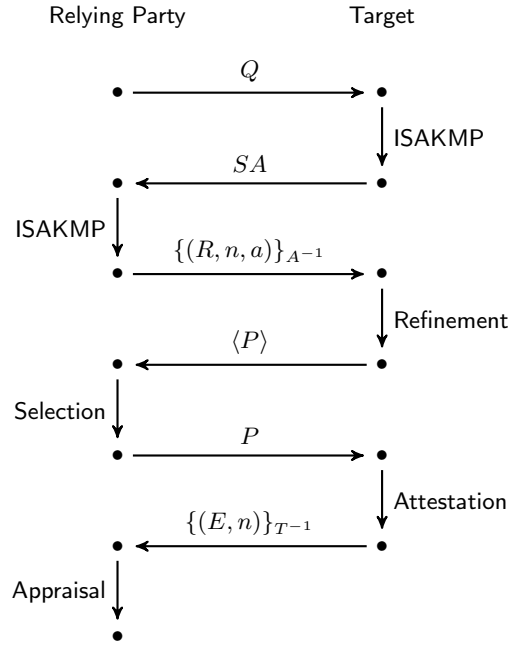 Relying Party Target
Q
ISAKMP
SA
ISAKMP
{(R, n, a)}_{A^{-1}}
Refinement
⟨P⟩
Selection
P
Attestation
{(E, n)}_{T^{-1}}
Appraisal